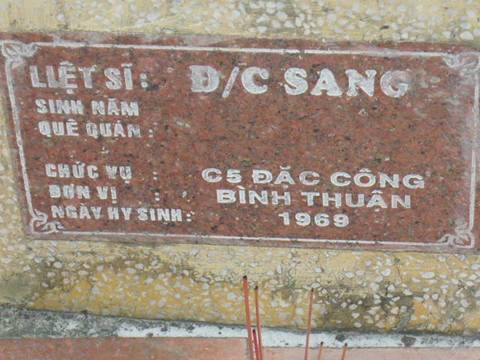 LIỆT SĨ: Đ/C SANG
SINH NĂM
QUÊ QUÁN:
CHỨC VỤ : C5 ĐẶC CÔNG
ĐƠN VỊ : BÌNH THUẬN
NGÀY HY SINH: 1969